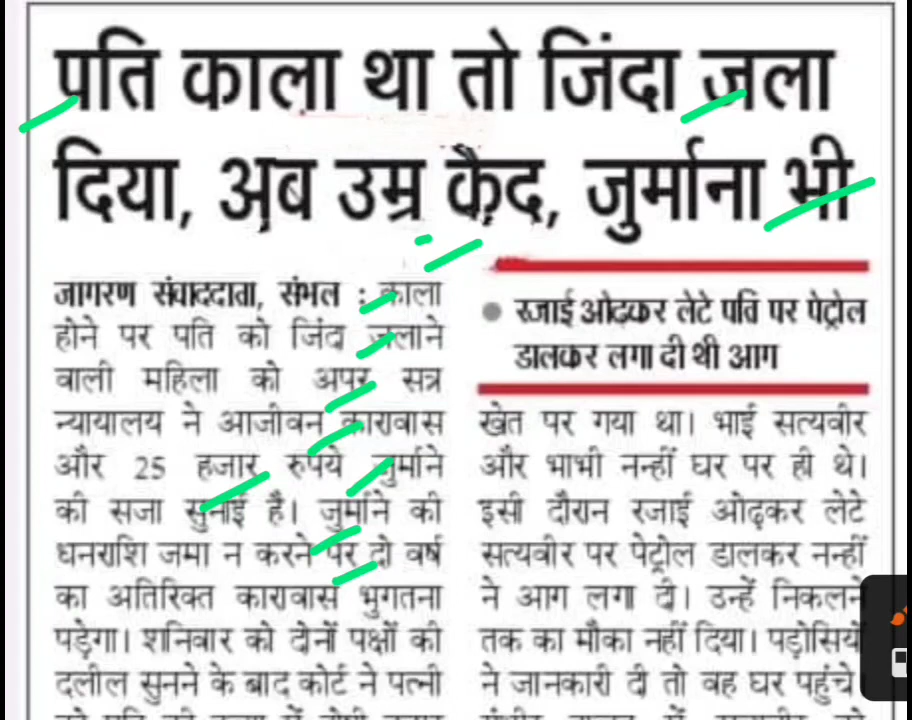 पति काला था तो जिंदा जला
दिया, अब उम्र कैद, जुर्माना भी
जागरण संवाददाता, संभल : काला
होने पर पति को जिंद जलाने
वाली महिला को अपर सत्र
न्यायालय ने आजीवन कारावास
और 25 हजार रुपये जुर्माने
की सजा सुनाई है। जुर्माने की
धनराशि जमा न करने पर दो वर्ष
का अतिरिक्त कारावास भुगतना
पड़ेगा। शनिवार को दोनों पक्षों की
दलील सुनने के बाद कोर्ट ने पत्नी
रजाई ओढ़कर लेटे पति पर पेट्रोल
डालकर लगा दी थी आग
खेत पर गया था। भाई सत्यवीर
और भाभी नन्हीं घर पर ही थे।
इसी दौरान रजाई ओढ़कर लेटे
सत्यवीर पर पेट्रोल डालकर नन्हीं
ने आग लगा दी। उन्हें निकलने
तक का मौका नहीं दिया। पड़ोसियों
ने जानकारी दी तो वह घर पहुंचे।